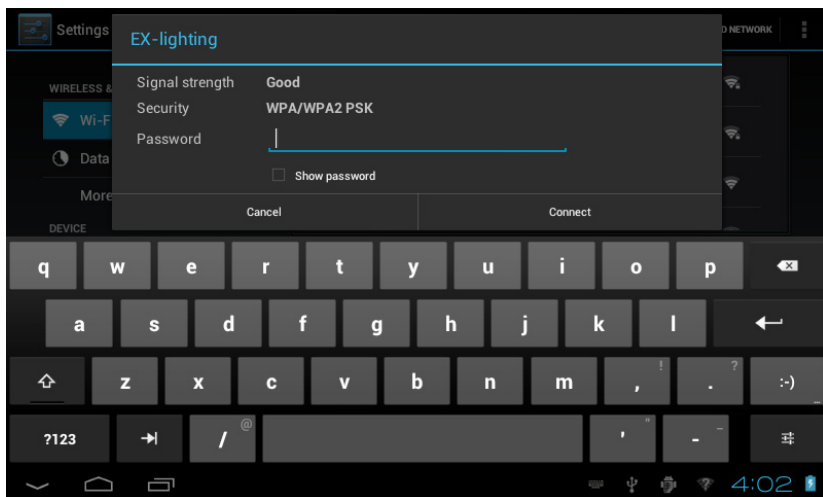 Settings
EX-lighting
D NETWORK
WIRELESS &
Signal strength Good
Security WPA/WPA2 PSK
Wi-F
Password
Data
Show password
More
Cancel Connect
DEVICE
q w e r t y u i o p
a s d f g h j k l
z x c v b n m , ! . ? :-)
?123 / @ ' " - _
4:02